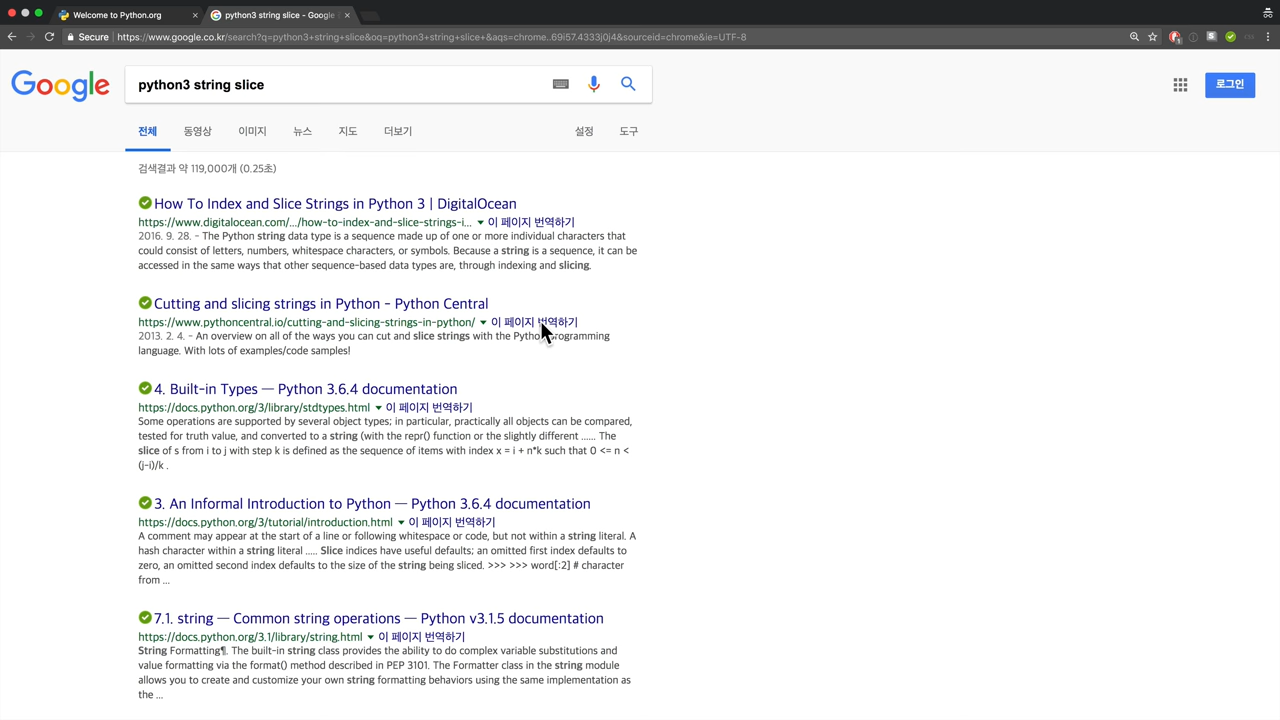 Welcome to Python.org
python3 string slice - Google
Secure
https://www.google.co.kr/search?q=python3+string+slice&oq=python3+string+slice+&aqs=chrome..69i57.4333j0j4&sourceid=chrome&ie=UTF-8
Google
python3 string slice
로그인
전체 동영상 이미지 뉴스 지도 더보기 설정 도구
검색결과 약 119,000개 (0.25초)
How To Index and Slice Strings in Python 3 | DigitalOcean
https://www.digitalocean.com/.../how-to-index-and-slice-strings-i... 이 페이지 번역하기
2016. 9. 28. - The Python string data type is a sequence made up of one or more individual characters that
could consist of letters, numbers, whitespace characters, or symbols. Because a string is a sequence, it can be
accessed in the same ways that other sequence-based data types are, through indexing and slicing.
Cutting and slicing strings in Python - Python Central
https://www.pythoncentral.io/cutting-and-slicing-strings-in-python/ 이 페이지 번역하기
2013. 2. 4. - An overview on all of the ways you can cut and slice strings with the Python programming
language. With lots of examples/code samples!
4. Built-in Types — Python 3.6.4 documentation
https://docs.python.org/3/library/stdtypes.html 이 페이지 번역하기
Some operations are supported by several object types; in particular, practically all objects can be compared,
tested for truth value, and converted to a string (with the repr() function or the slightly different ...... The
slice of s from i to j with step k is defined as the sequence of items with index x = i + n*k such that 0 <= n <
(j-i)/k .
3. An Informal Introduction to Python — Python 3.6.4 documentation
https://docs.python.org/3/tutorial/introduction.html 이 페이지 번역하기
A comment may appear at the start of a line or following whitespace or code, but not within a string literal. A
hash character within a string literal ..... Slice indices have useful defaults; an omitted first index defaults to
zero, an omitted second index defaults to the size of the string being sliced. >>> >>> word[:2] # character
from ...
7.1. string — Common string operations — Python v3.1.5 documentation
https://docs.python.org/3.1/library/string.html 이 페이지 번역하기
String Formatting¶. The built-in string class provides the ability to do complex variable substitutions and
value formatting via the format() method described in PEP 3101. The Formatter class in the string module
allows you to create and customize your own string formatting behaviors using the same implementation as
the ...